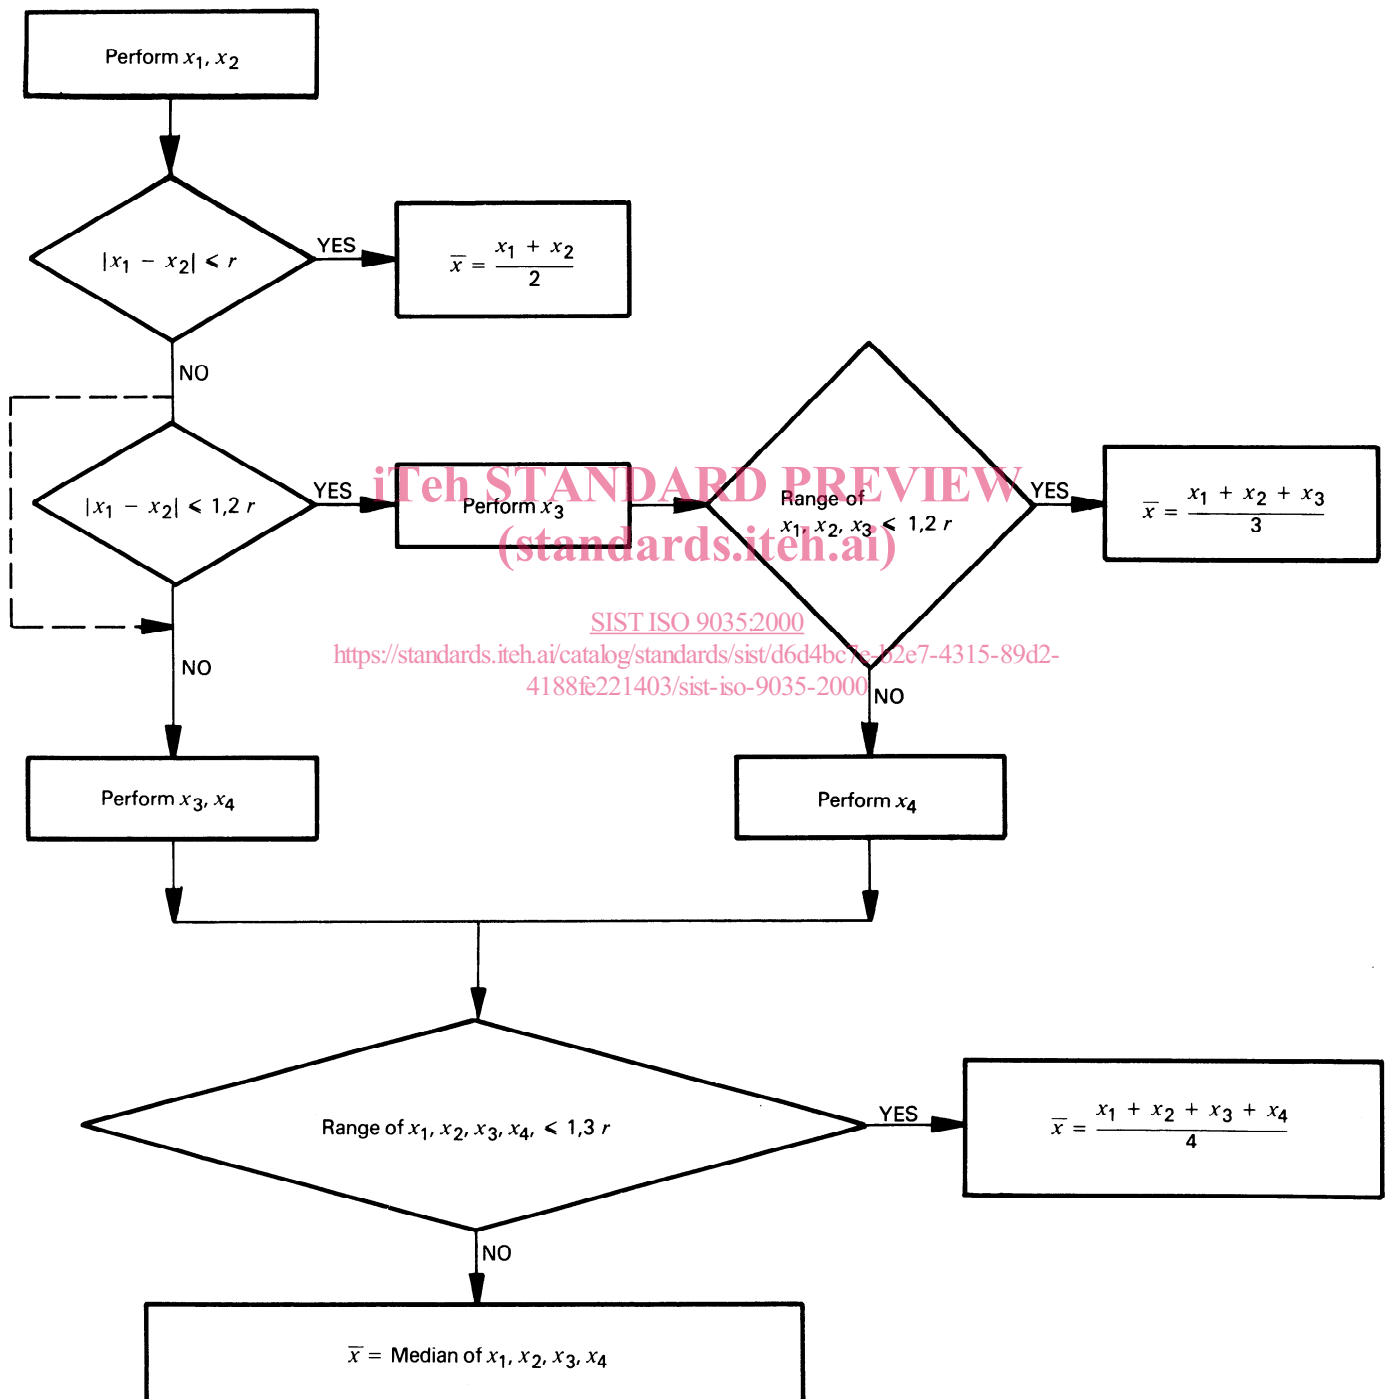 Perform x1, x2
|x1 − x2| ⩽ r
YES
x̅ = x1 + x2 / 2
NO
|x1 − x2| ⩽ 1,2 r
YES
Perform x3
Range of
x1, x2, x3 ⩽ 1,2 r
YES
x̅ = x1 + x2 + x3 / 3
iTeh STANDARD PREVIEW
(standards.iteh.ai)
SIST ISO 9035:2000
https://standards.iteh.ai/catalog/standards/sist/d6d4bc7e-b2e7-4315-89d2-
4188fe221403/sist-iso-9035-2000
NO
NO
Perform x3, x4
Perform x4
Range of x1, x2, x3, x4, ⩽ 1,3 r
YES
x̅ = x1 + x2 + x3 + x4 / 4
NO
x̅ = Median of x1, x2, x3, x4